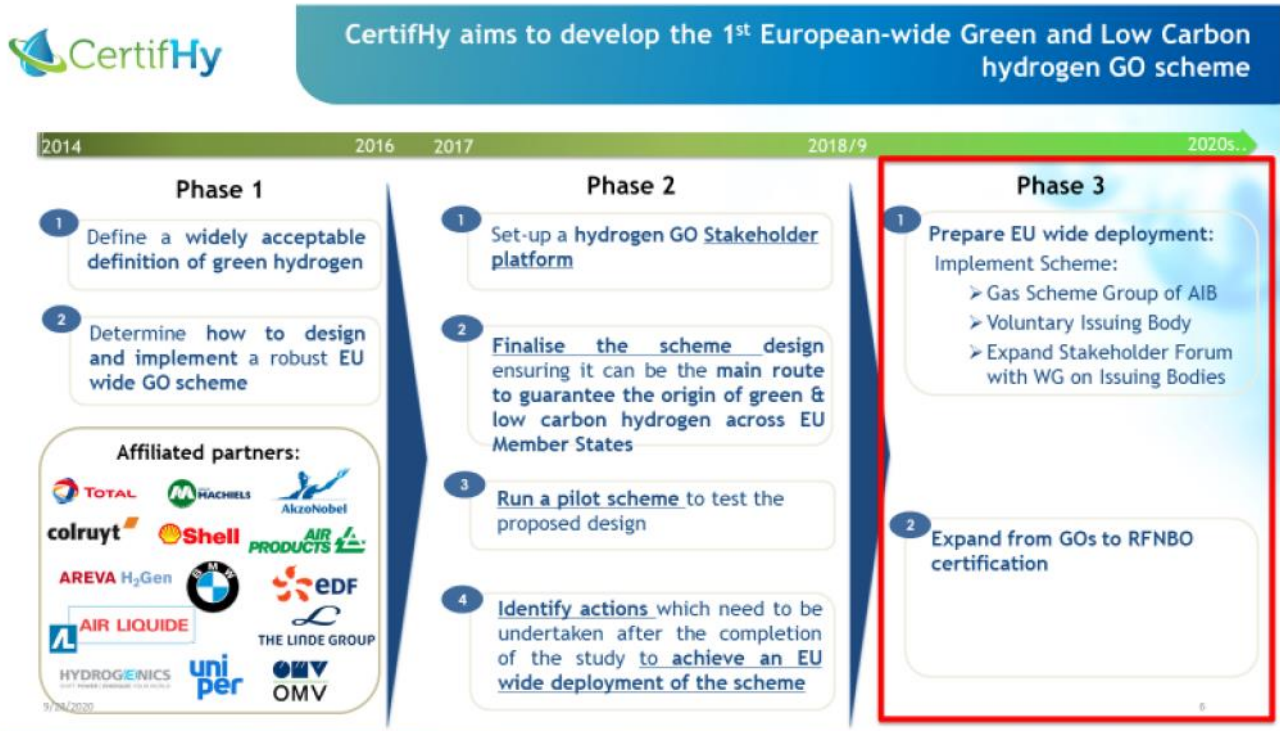 CertifHy
CertifHy aims to develop the 1st European-wide Green and Low Carbon
hydrogen GO scheme
2014
2016
2017
2018/9
2020s..
Phase 1
1
Define a widely acceptable
definition of green hydrogen
2
Determine how to design
and implement a robust EU
wide GO scheme
Affiliated partners:
TOTAL
MACHIELS
AkzoNobel
colruyt
Shell
AIR
PRODUCTS
AREVA H2Gen
BMW
eDF
AIR LIQUIDE
THE LINDE GROUP
HYDROGENICS
uni
per
OMV
OMV
9/28/2020
Phase 2
1
Set-up a hydrogen GO Stakeholder
platform
2
Finalise the scheme design
ensuring it can be the main route
to guarantee the origin of green &
low carbon hydrogen across EU
Member States
3
Run a pilot scheme to test the
proposed design
4
Identify actions which need to be
undertaken after the completion
of the study to achieve an EU
wide deployment of the scheme
Phase 3
1
Prepare EU wide deployment:
Implement Scheme:
➢ Gas Scheme Group of AIB
➢ Voluntary Issuing Body
➢ Expand Stakeholder Forum
with WG on Issuing Bodies
2
Expand from GOs to RFNBO
certification
6